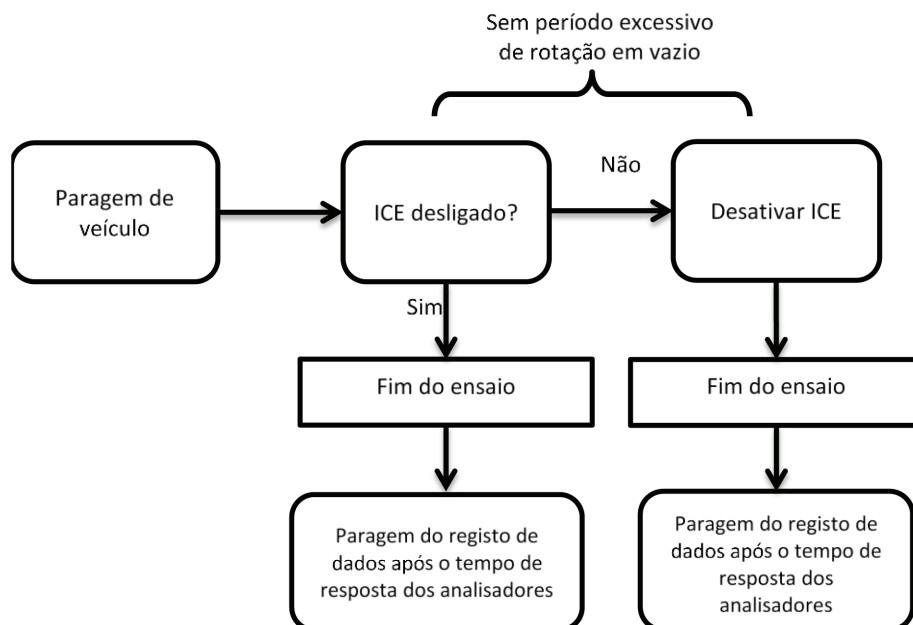 Sem período excessivo
de rotação em vazio
Paragem de
veículo
ICE desligado?
Não
Desativar ICE
Sim
Fim do ensaio
Fim do ensaio
Paragem do registo de
dados após o tempo de
resposta dos analisadores
Paragem do registo de
dados após o tempo de
resposta dos
analisadores